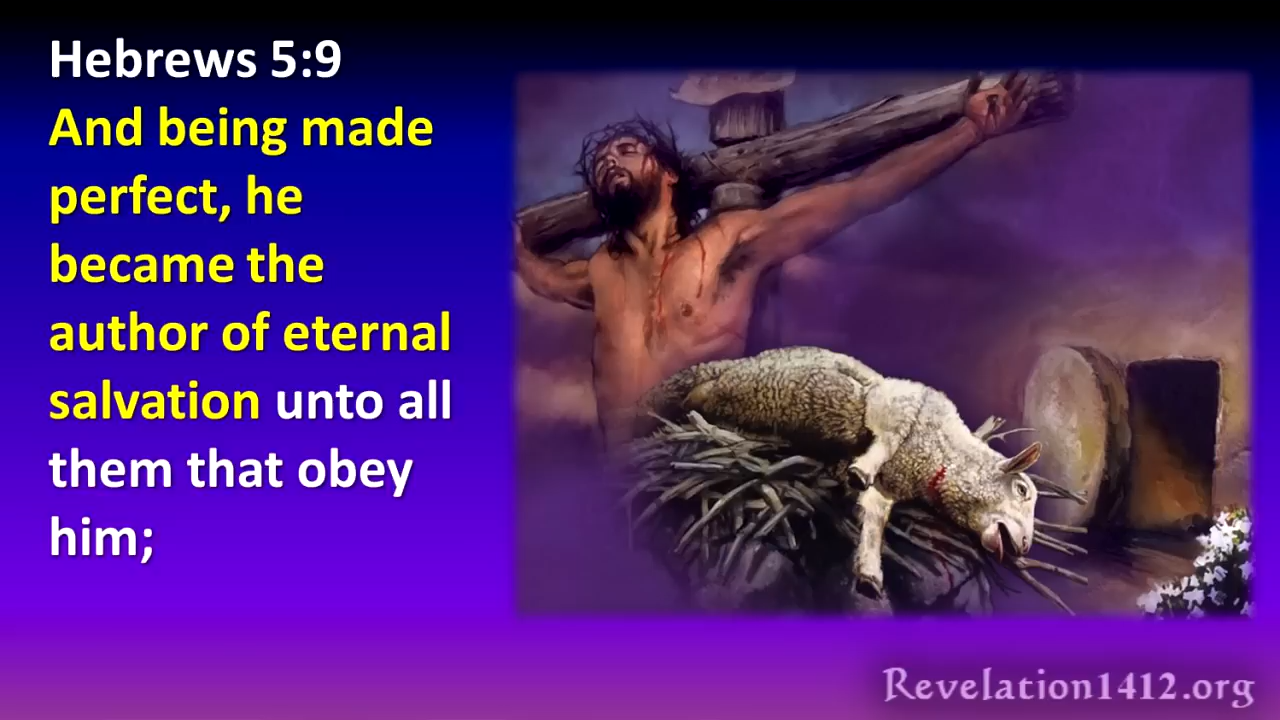 Hebrews 5:9
And being made
perfect, he
became the
author of eternal
salvation unto all
them that obey
him;
Revelation1412.org